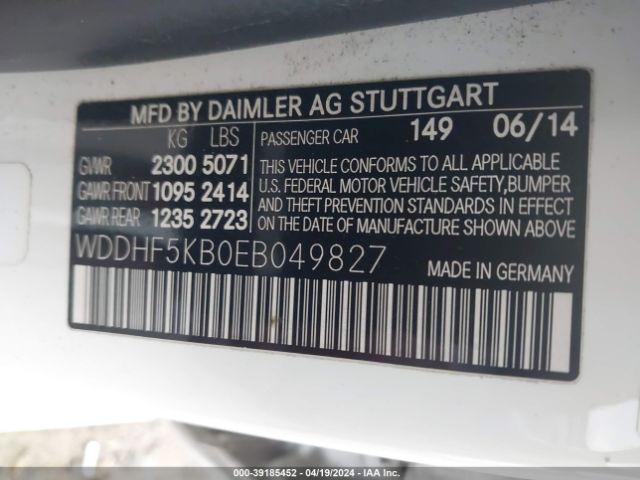 MFD BY DAIMLER AG STUTTGART
KG LBS
GVWR 2300 5071
GAWR FRONT 1095 2414
GAWR REAR 1235 2723
PASSENGER CAR 149 06/14
THIS VEHICLE CONFORMS TO ALL APPLICABLE
U.S. FEDERAL MOTOR VEHICLE SAFETY,BUMPER
AND THEFT PREVENTION STANDARDS IN EFFECT
ON THE DATE OF MANUFACTURE SHOWN ABOVE
WDDHF5KB0EB049827
MADE IN GERMANY
000-39185452 - 04/19/2024 - IAA Inc.